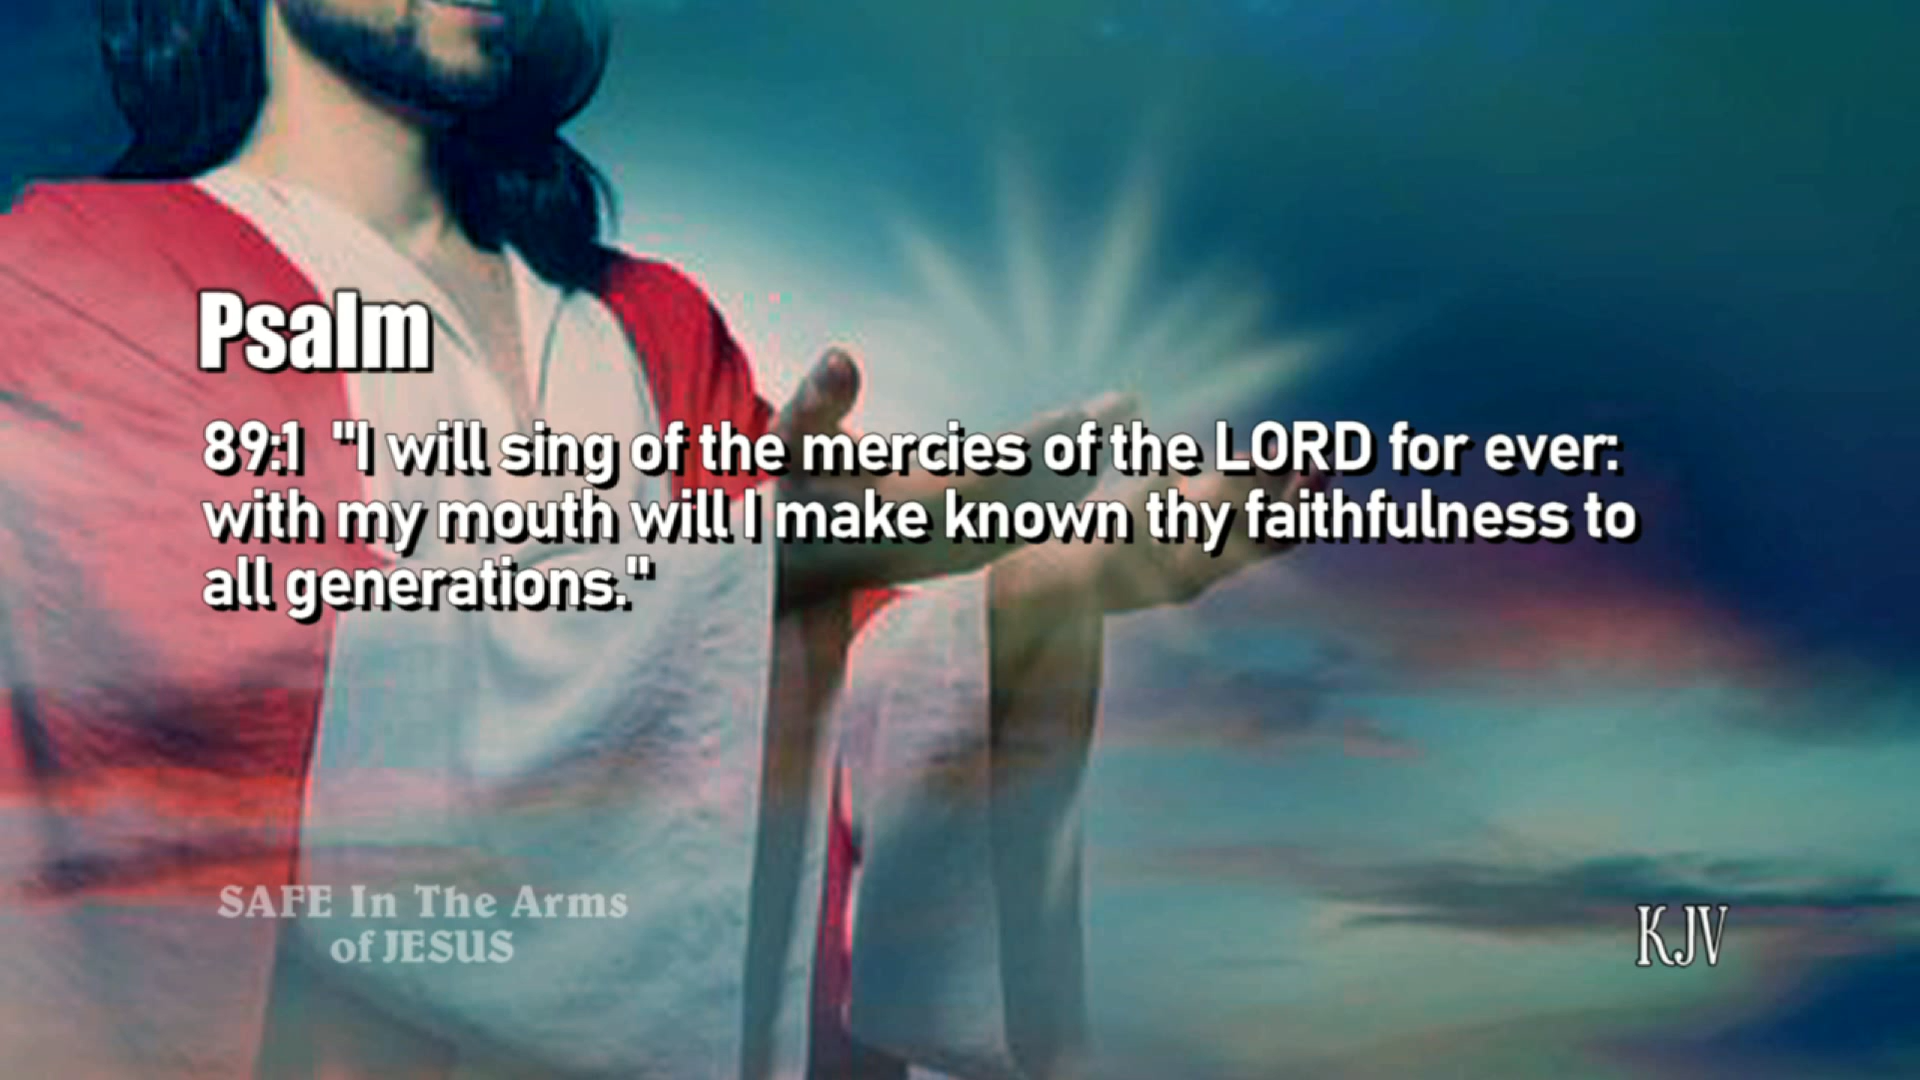 Psalm
89:1 "I will sing of the mercies of the LORD for ever:
with my mouth will I make known thy faithfulness to
all generations."
SAFE In The Arms
of JESUS
KJV